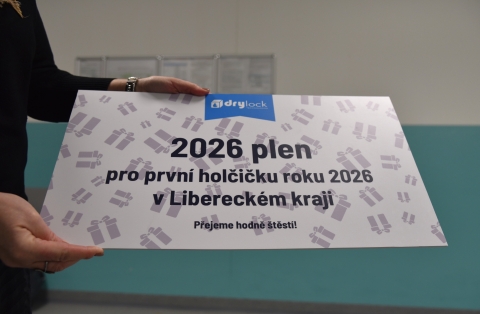 drylock
2026 plen
pro první holčičku roku 2026
v Libereckém kraji
Přejeme hodně štěstí!